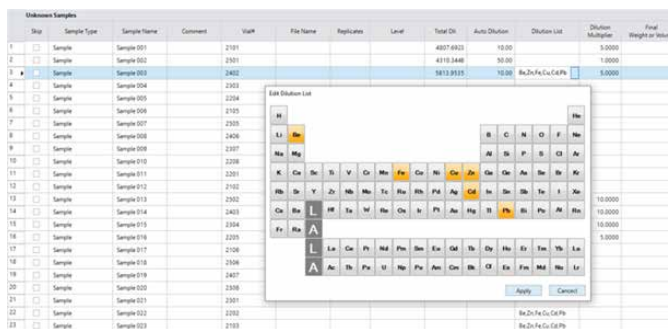 Unknown Samples
Skip Sample Type Sample Name Comment Vial# File Name Replicates Level Total Dil. Auto Dilution Dilution List Dilution Multiplier Final Weight or Volu
1 Sample Sample 001 2101 4807.6923 10.00 5.0000
2 Sample Sample 002 2501 4310.3448 50.00 1.0000
3 Sample Sample 003 2402 5813.9535 10.00 Be,Zn,Fe,Cu,Cd,Pb 5.0000
4 Sample Sample 004 2303
5 Sample Sample 005 2204
6 Sample Sample 006 2105
7 Sample Sample 007 2505
8 Sample Sample 008 2406
9 Sample Sample 009 2307
10 Sample Sample 010 2208
11 Sample Sample 011 2201
12 Sample Sample 012 2102
13 Sample Sample 013 2502 10.0000
14 Sample Sample 014 2403 10.0000
15 Sample Sample 015 2304 10.0000
16 Sample Sample 016 2205 5.0000
17 Sample Sample 017 2106
18 Sample Sample 018 2506
19 Sample Sample 019 2407
20 Sample Sample 020 2308
21 Sample Sample 021 2301
22 Sample Sample 022 2202 Be,Zn,Fe,Cu,Cd,Pb
23 Sample Sample 023 2103 Be,Zn,Fe,Cu,Cd,Pb
Edit Dilution List
H He
Li Be B C N O F Ne
Na Mg Al Si P S Cl Ar
K Ca Sc Ti V Cr Mn Fe Co Ni Cu Zn Ga Ge As Se Br Kr
Rb Sr Y Zr Nb Mo Tc Ru Rh Pd Ag Cd In Sn Sb Te I Xe
Cs Ba L Hf Ta W Re Os Ir Pt Au Hg Tl Pb Bi Po At Rn
Fr Ra A
L La Ce Pr Nd Pm Sm Eu Gd Tb Dy Ho Er Tm Yb Lu
A Ac Th Pa U Np Pu Am Cm Bk Cf Es Fm Md No Lr
Apply Cancel